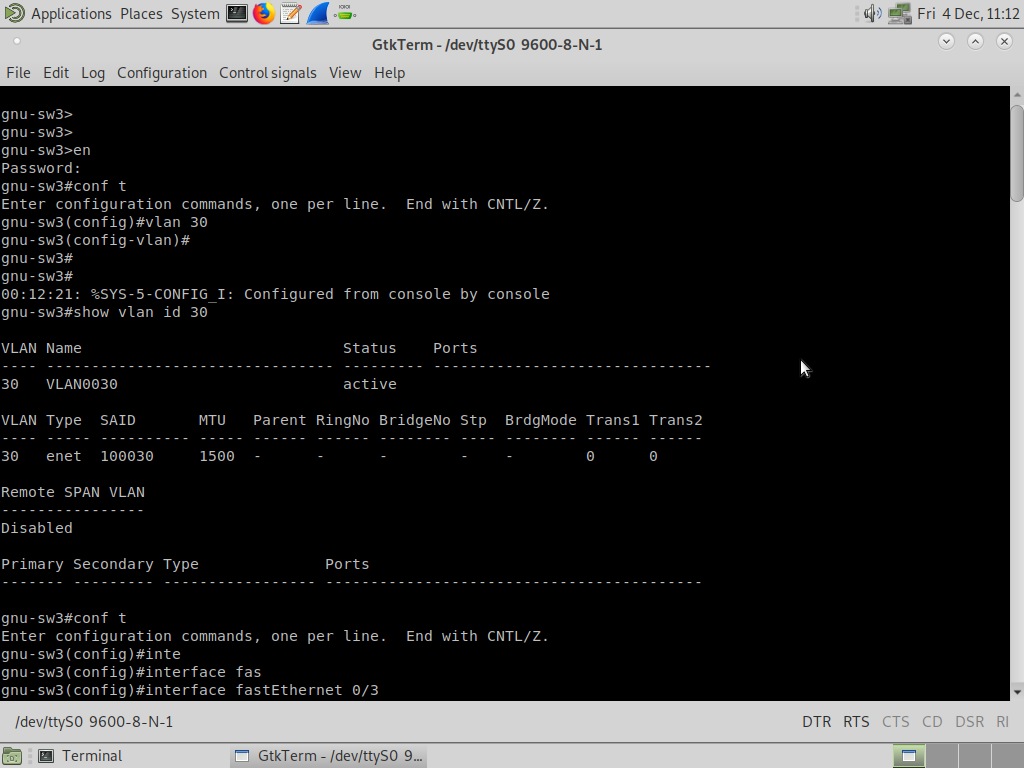 Applications Places System Fri 4 Dec, 11:12
GtkTerm - /dev/ttyS0 9600-8-N-1
File Edit Log Configuration Control signals View Help
gnu-sw3>
gnu-sw3>
gnu-sw3>en
Password:
gnu-sw3#conf t
Enter configuration commands, one per line.  End with CNTL/Z.
gnu-sw3(config)#vlan 30
gnu-sw3(config-vlan)#
gnu-sw3#
gnu-sw3#
00:12:21: %SYS-5-CONFIG_I: Configured from console by console
gnu-sw3#show vlan id 30
VLAN Name                             Status    Ports
---- -------------------------------- --------- -------------------------------
30   VLAN0030                         active
VLAN Type  SAID       MTU   Parent RingNo BridgeNo Stp  BrdgMode Trans1 Trans2
---- ----- ---------- ----- ------ ------ -------- ---- -------- ------ ------
30   enet  100030     1500  -      -      -        -    -        0      0
Remote SPAN VLAN
----------------
Disabled
Primary Secondary Type              Ports
------- --------- ----------------- ------------------------------------------
gnu-sw3#conf t
Enter configuration commands, one per line.  End with CNTL/Z.
gnu-sw3(config)#inte
gnu-sw3(config)#interface fas
gnu-sw3(config)#interface fastEthernet 0/3
/dev/ttyS0 9600-8-N-1 DTR RTS CTS CD DSR RI
Terminal GtkTerm - /dev/ttyS0 9...